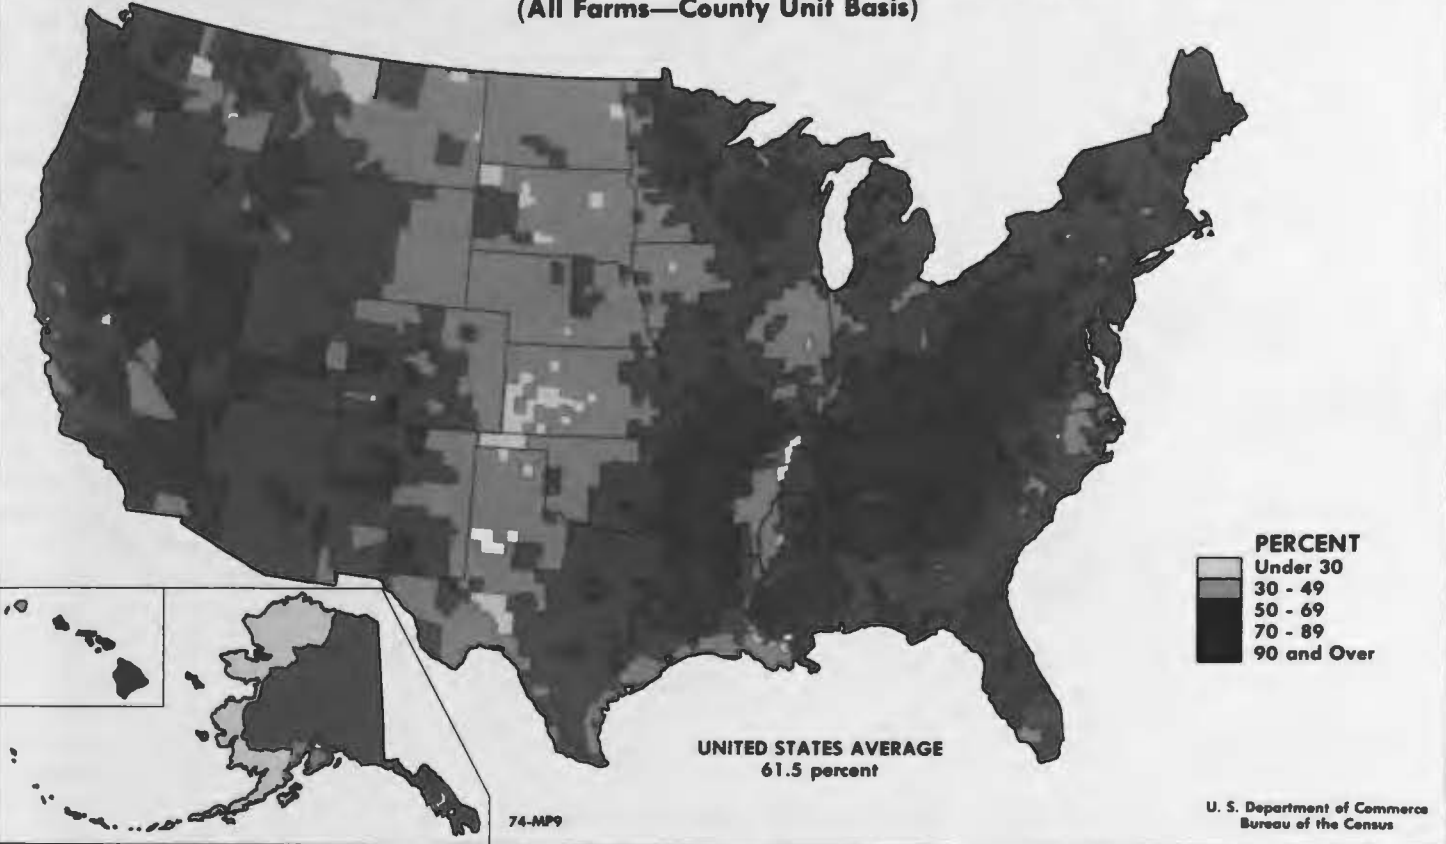 (All Farms—County Unit Basis)
PERCENT
Under 30
30 - 49
50 - 69
70 - 89
90 and Over
UNITED STATES AVERAGE
61.5 percent
74-MP9
U. S. Department of Commerce
Bureau of the Census